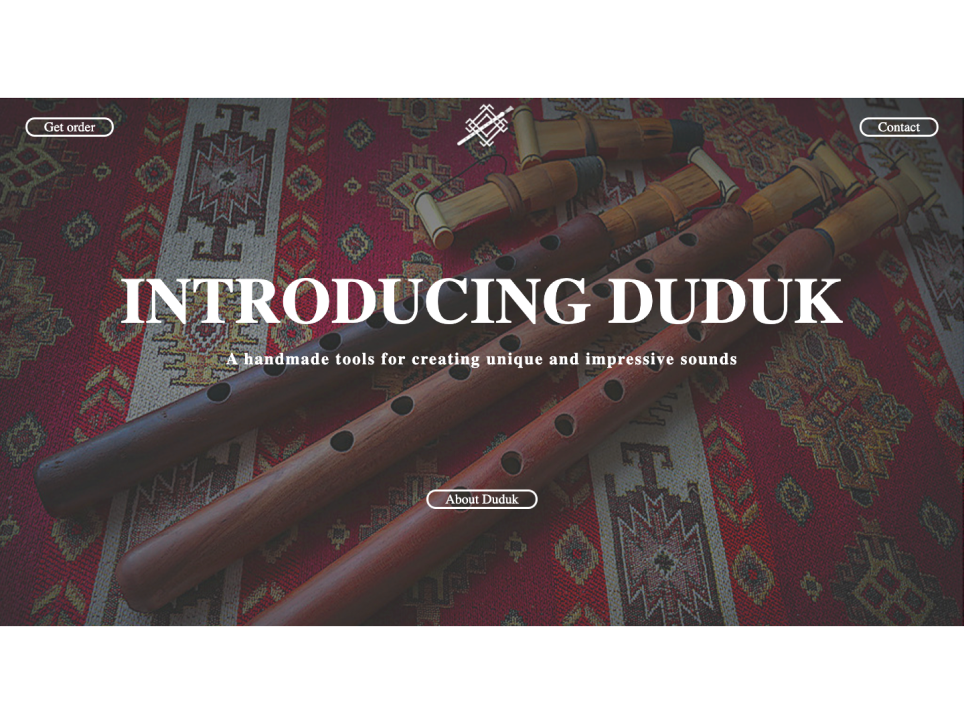 Get order
Contact
INTRODUCING DUDUK
A handmade tools for creating unique and impressive sounds
About Duduk